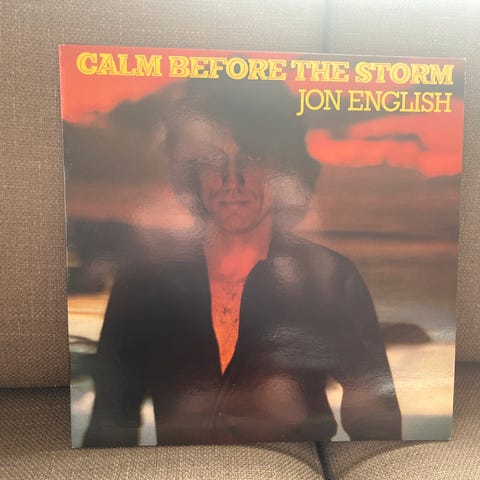 CALM BEFORE THE STORM
JON ENGLISH